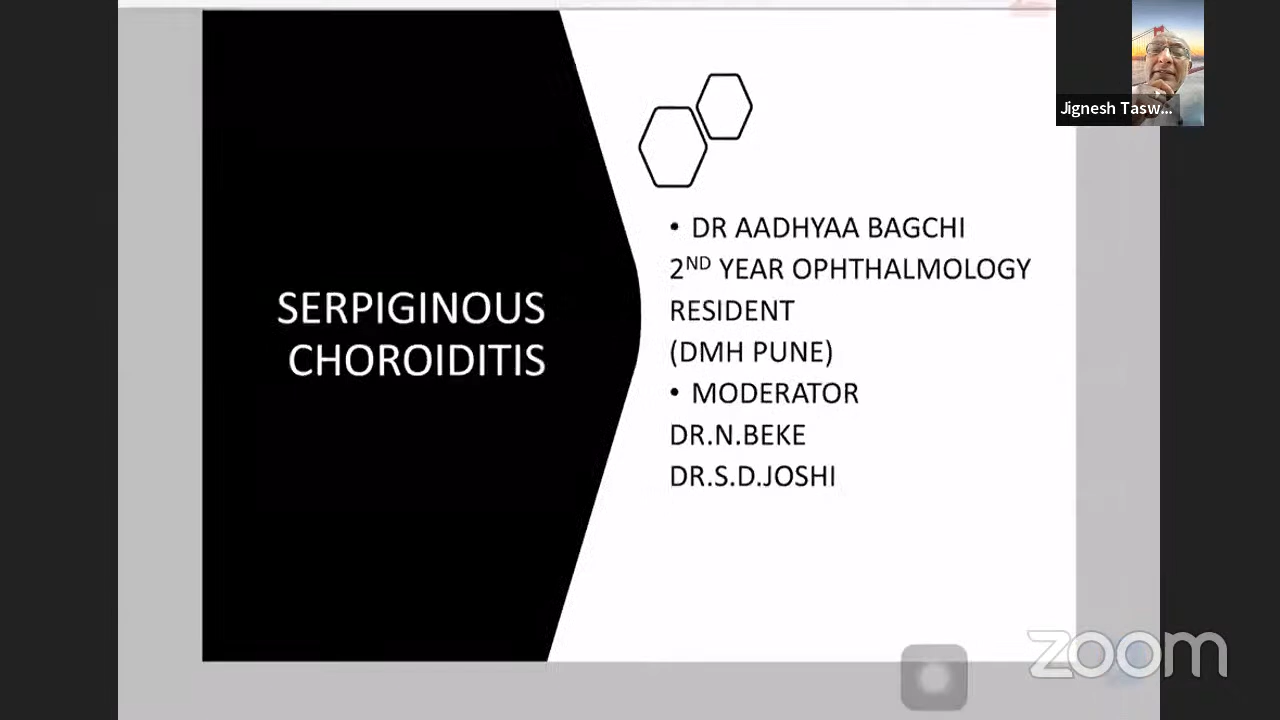 Jignesh Tasw...
SERPIGINOUS
CHOROIDITIS
• DR AADHYAA BAGCHI
2ND YEAR OPHTHALMOLOGY
RESIDENT
(DMH PUNE)
• MODERATOR
DR.N.BEKE
DR.S.D.JOSHI
zoom